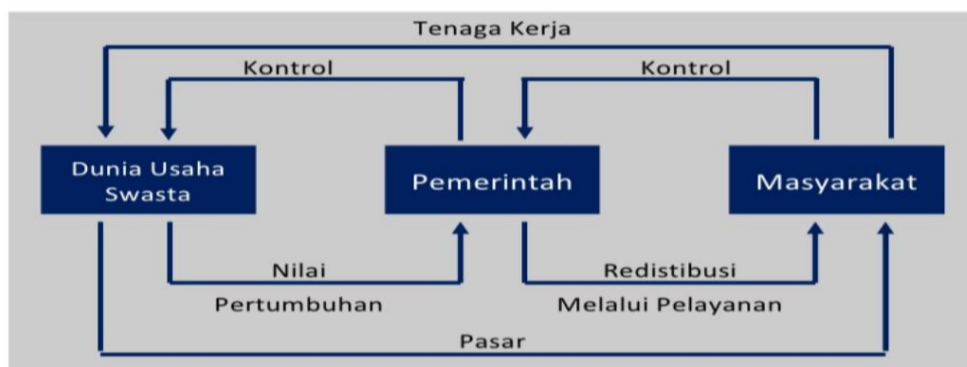 Tenaga Kerja
Kontrol
Kontrol
Dunia Usaha
Swasta
Pemerintah
Masyarakat
Nilai
Pertumbuhan
Redistibusi
Melalui Pelayanan
Pasar